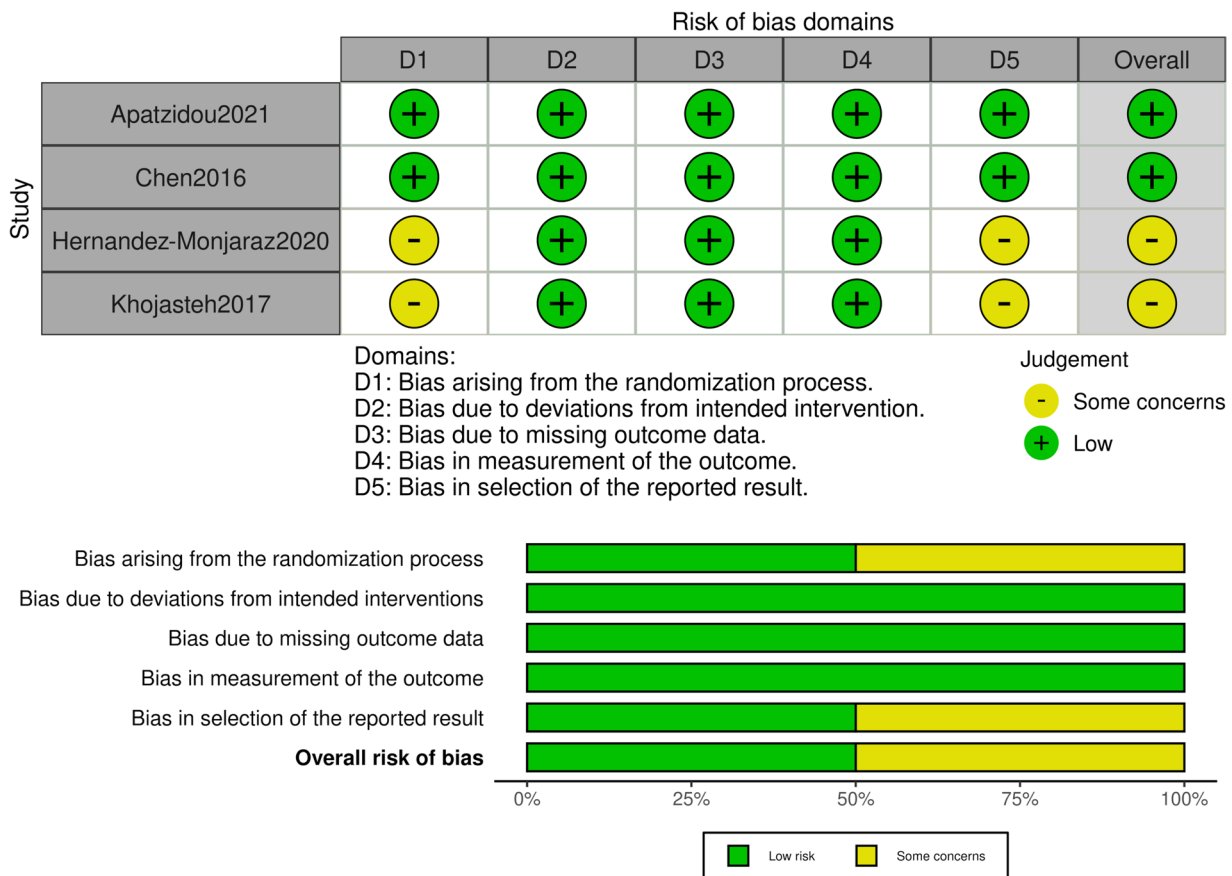 Risk of bias domains
D1 D2 D3 D4 D5 Overall
Study
Apatzidou2021 + + + + + +
Chen2016 + + + + + +
Hernandez-Monjaraz2020 - + + + - -
Khojasteh2017 - + + + - -
Domains:
D1: Bias arising from the randomization process.
D2: Bias due to deviations from intended intervention.
D3: Bias due to missing outcome data.
D4: Bias in measurement of the outcome.
D5: Bias in selection of the reported result.
Judgement
- Some concerns
+ Low
Bias arising from the randomization process
Bias due to deviations from intended interventions
Bias due to missing outcome data
Bias in measurement of the outcome
Bias in selection of the reported result
Overall risk of bias
0% 25% 50% 75% 100%
Low risk Some concerns